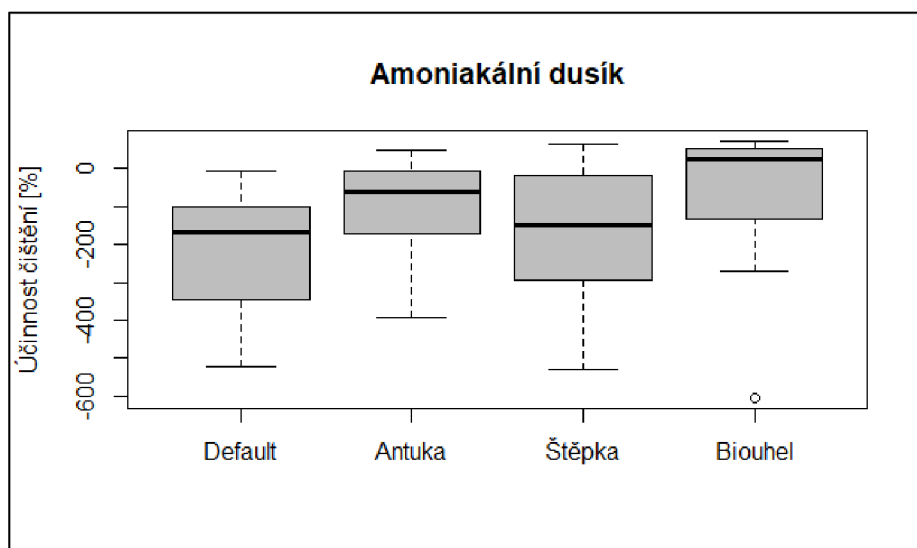 Amoniakální dusík
Účinnost čištění [%]
0
-200
-400
-600
Default Antuka Štěpka Biouhel